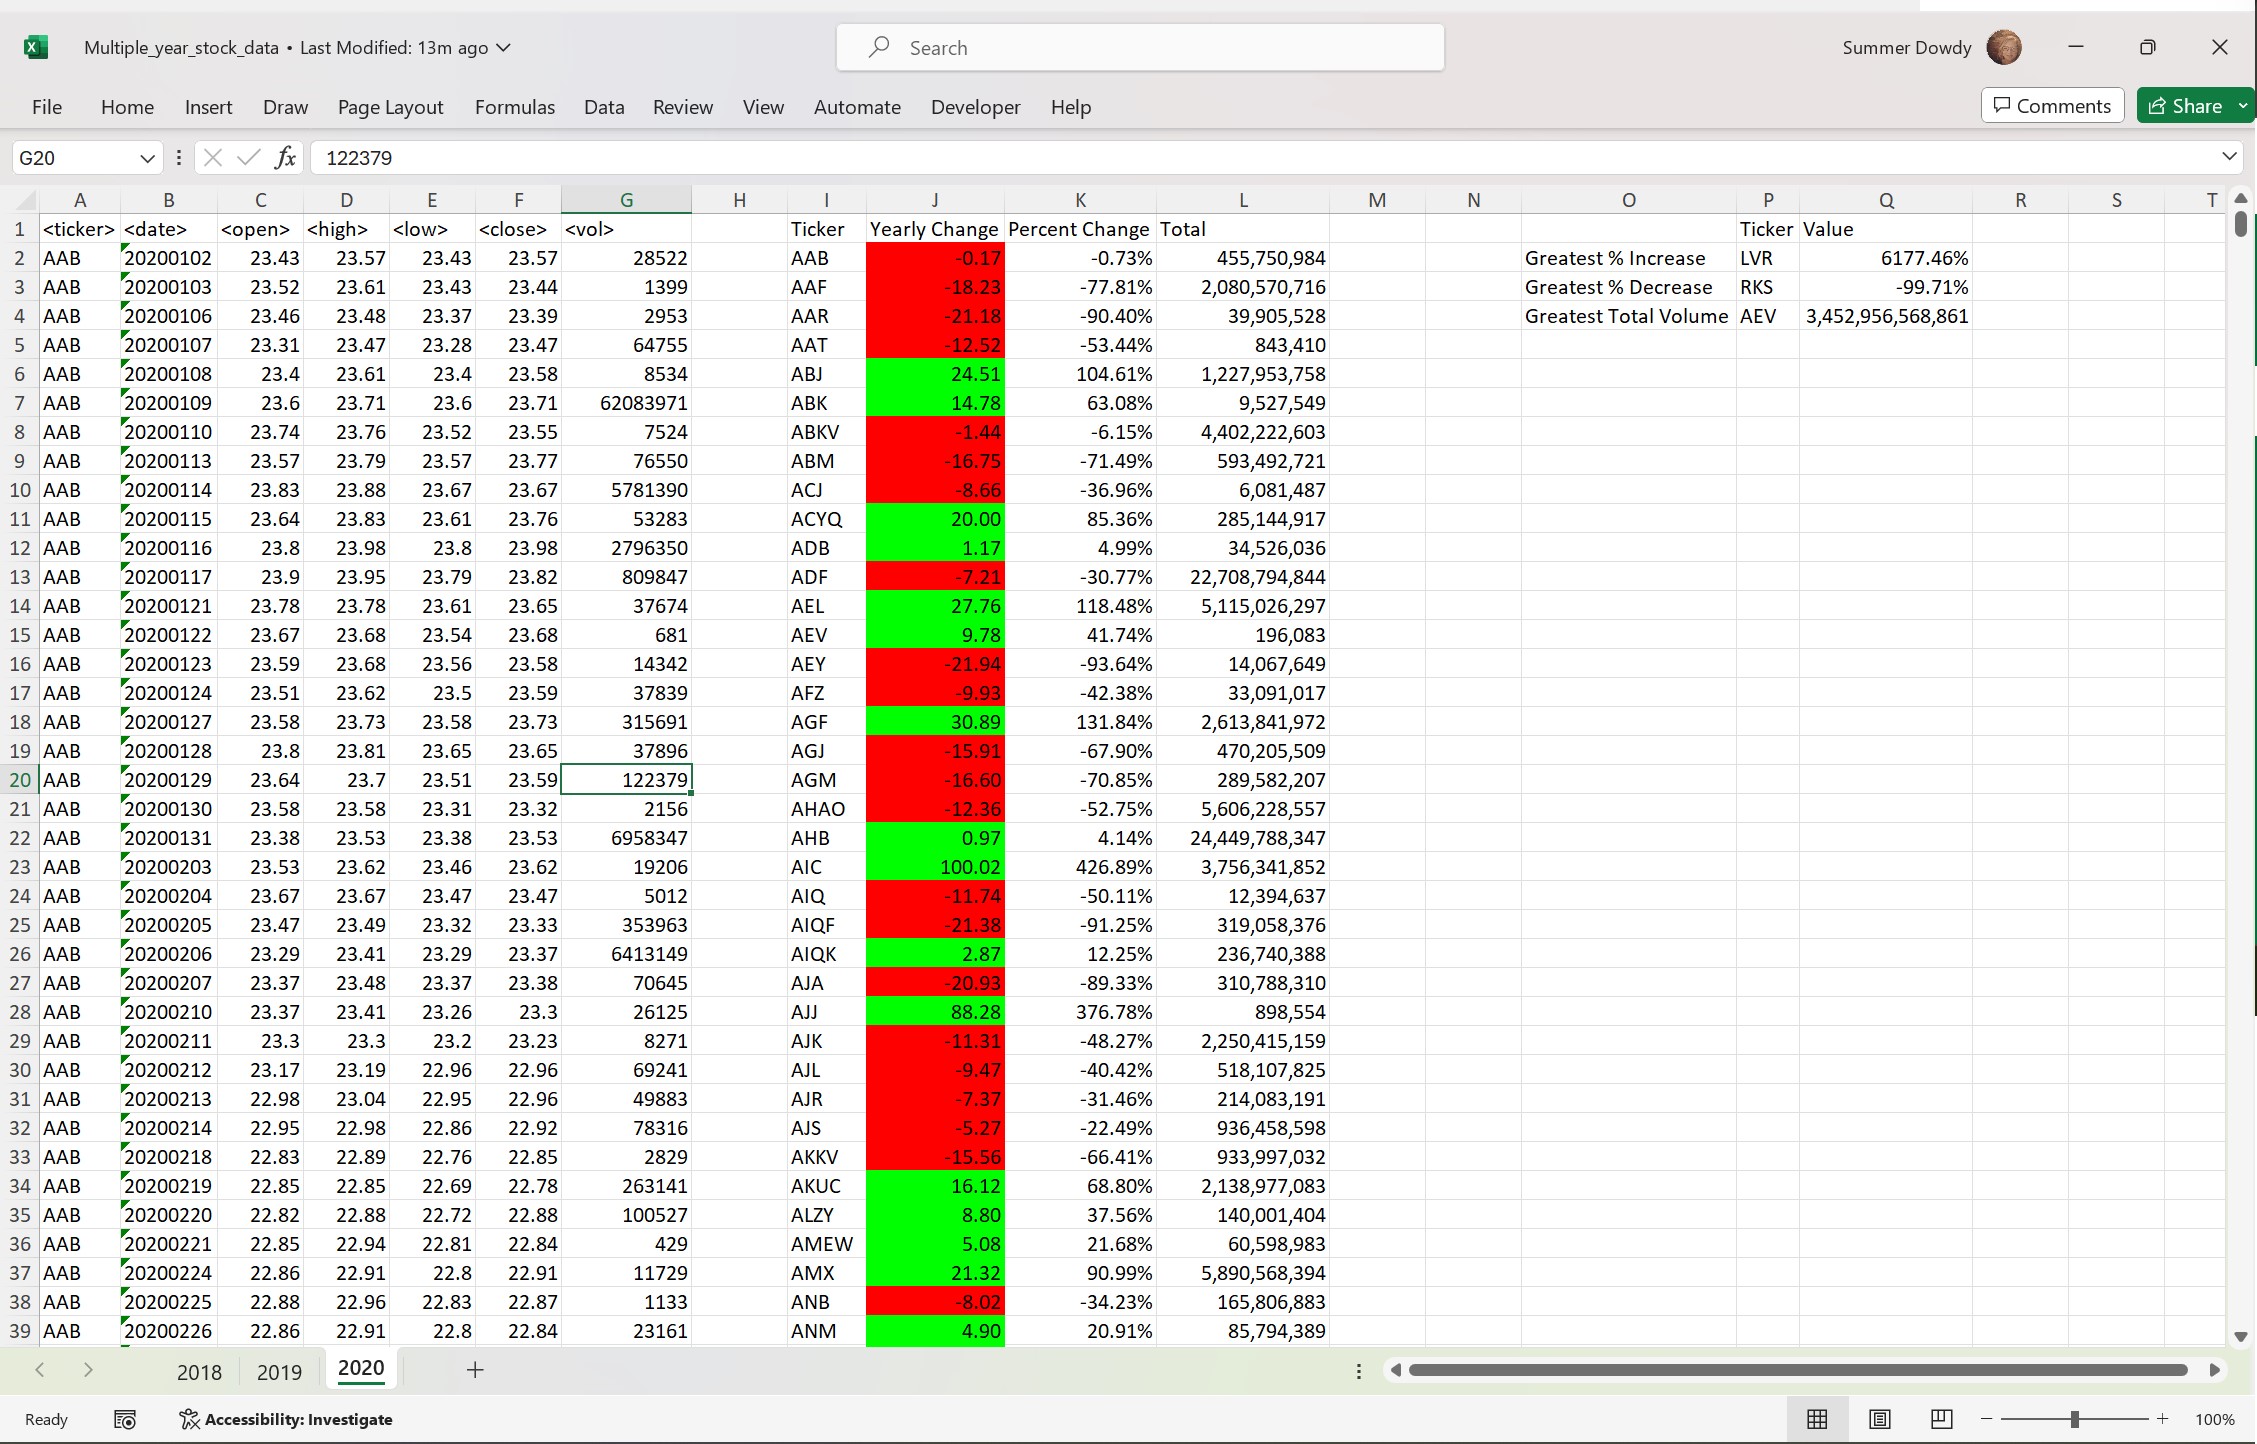 Multiple_year_stock_data • Last Modified: 13m ago
Search
Summer Dowdy
File Home Insert Draw Page Layout Formulas Data Review View Automate Developer Help
Comments Share
G20 fx 122379
A B C D E F G H I J K L M N O P Q R S T
1 <ticker> <date> <open> <high> <low> <close> <vol> Ticker Yearly Change Percent Change Total Ticker Value
2 AAB 20200102 23.43 23.57 23.43 23.57 28522 AAB -0.17 -0.73% 455,750,984 Greatest % Increase LVR 6177.46%
3 AAB 20200103 23.52 23.61 23.43 23.44 1399 AAF -18.23 -77.81% 2,080,570,716 Greatest % Decrease RKS -99.71%
4 AAB 20200106 23.46 23.48 23.37 23.39 2953 AAR -21.18 -90.40% 39,905,528 Greatest Total Volume AEV 3,452,956,568,861
5 AAB 20200107 23.31 23.47 23.28 23.47 64755 AAT -12.52 -53.44% 843,410
6 AAB 20200108 23.4 23.61 23.4 23.58 8534 ABJ 24.51 104.61% 1,227,953,758
7 AAB 20200109 23.6 23.71 23.6 23.71 62083971 ABK 14.78 63.08% 9,527,549
8 AAB 20200110 23.74 23.76 23.52 23.55 7524 ABKV -1.44 -6.15% 4,402,222,603
9 AAB 20200113 23.57 23.79 23.57 23.77 76550 ABM -16.75 -71.49% 593,492,721
10 AAB 20200114 23.83 23.88 23.67 23.67 5781390 ACJ -8.66 -36.96% 6,081,487
11 AAB 20200115 23.64 23.83 23.61 23.76 53283 ACYQ 20.00 85.36% 285,144,917
12 AAB 20200116 23.8 23.98 23.8 23.98 2796350 ADB 1.17 4.99% 34,526,036
13 AAB 20200117 23.9 23.95 23.79 23.82 809847 ADF -7.21 -30.77% 22,708,794,844
14 AAB 20200121 23.78 23.78 23.61 23.65 37674 AEL 27.76 118.48% 5,115,026,297
15 AAB 20200122 23.67 23.68 23.54 23.68 681 AEV 9.78 41.74% 196,083
16 AAB 20200123 23.59 23.68 23.56 23.58 14342 AEY -21.94 -93.64% 14,067,649
17 AAB 20200124 23.51 23.62 23.5 23.59 37839 AFZ -9.93 -42.38% 33,091,017
18 AAB 20200127 23.58 23.73 23.58 23.73 315691 AGF 30.89 131.84% 2,613,841,972
19 AAB 20200128 23.8 23.81 23.65 23.65 37896 AGJ -15.91 -67.90% 470,205,509
20 AAB 20200129 23.64 23.7 23.51 23.59 122379 AGM -16.60 -70.85% 289,582,207
21 AAB 20200130 23.58 23.58 23.31 23.32 2156 AHAO -12.36 -52.75% 5,606,228,557
22 AAB 20200131 23.38 23.53 23.38 23.53 6958347 AHB 0.97 4.14% 24,449,788,347
23 AAB 20200203 23.53 23.62 23.46 23.62 19206 AIC 100.02 426.89% 3,756,341,852
24 AAB 20200204 23.67 23.67 23.47 23.47 5012 AIQ -11.74 -50.11% 12,394,637
25 AAB 20200205 23.47 23.49 23.32 23.33 353963 AIQF -21.38 -91.25% 319,058,376
26 AAB 20200206 23.29 23.41 23.29 23.37 6413149 AIQK 2.87 12.25% 236,740,388
27 AAB 20200207 23.37 23.48 23.37 23.38 70645 AJA -20.93 -89.33% 310,788,310
28 AAB 20200210 23.37 23.41 23.26 23.3 26125 AJJ 88.28 376.78% 898,554
29 AAB 20200211 23.3 23.3 23.2 23.23 8271 AJK -11.31 -48.27% 2,250,415,159
30 AAB 20200212 23.17 23.19 22.96 22.96 69241 AJL -9.47 -40.42% 518,107,825
31 AAB 20200213 22.98 23.04 22.95 22.96 49883 AJR -7.37 -31.46% 214,083,191
32 AAB 20200214 22.95 22.98 22.86 22.92 78316 AJS -5.27 -22.49% 936,458,598
33 AAB 20200218 22.83 22.89 22.76 22.85 2829 AKKV -15.56 -66.41% 933,997,032
34 AAB 20200219 22.85 22.85 22.69 22.78 263141 AKUC 16.12 68.80% 2,138,977,083
35 AAB 20200220 22.82 22.88 22.72 22.88 100527 ALZY 8.80 37.56% 140,001,404
36 AAB 20200221 22.85 22.94 22.81 22.84 429 AMEW 5.08 21.68% 60,598,983
37 AAB 20200224 22.86 22.91 22.8 22.91 11729 AMX 21.32 90.99% 5,890,568,394
38 AAB 20200225 22.88 22.96 22.83 22.87 1133 ANB -8.02 -34.23% 165,806,883
39 AAB 20200226 22.86 22.91 22.8 22.84 23161 ANM 4.90 20.91% 85,794,389
2018 2019 2020
Ready Accessibility: Investigate 100%